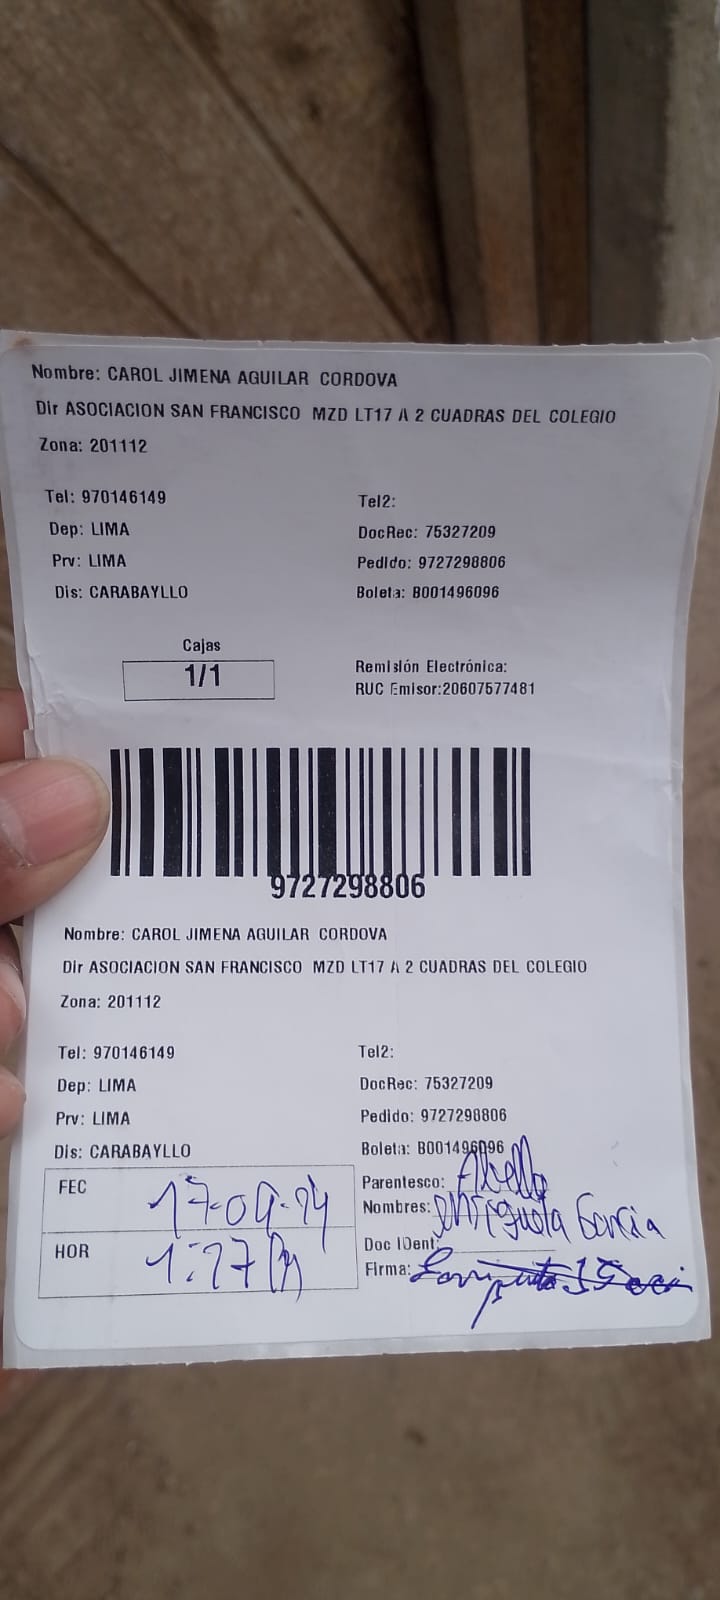 Nombre: CAROL JIMENA AGUILAR CORDOVA
Dir ASOCIACION SAN FRANCISCO MZD LT17 A 2 CUADRAS DEL COLEGIO
Zona: 201112
Tel: 970146149 Tel2:
Dep: LIMA DocRec: 75327209
Prv: LIMA Pedido: 9727298806
Dis: CARABAYLLO Boleta: B001496096
Cajas
1/1
Remisión Electrónica:
RUC Emisor:20607577481
9727298806
Nombre: CAROL JIMENA AGUILAR CORDOVA
Dir ASOCIACION SAN FRANCISCO MZD LT17 A 2 CUADRAS DEL COLEGIO
Zona: 201112
Tel: 970146149 Tel2:
Dep: LIMA DocRec: 75327209
Prv: LIMA Pedido: 9727298806
Dis: CARABAYLLO Boleta: B001496096
FEC 17-09-24 Parentesco:
Nombres: Garcia
HOR Doc IDent:
Firma: